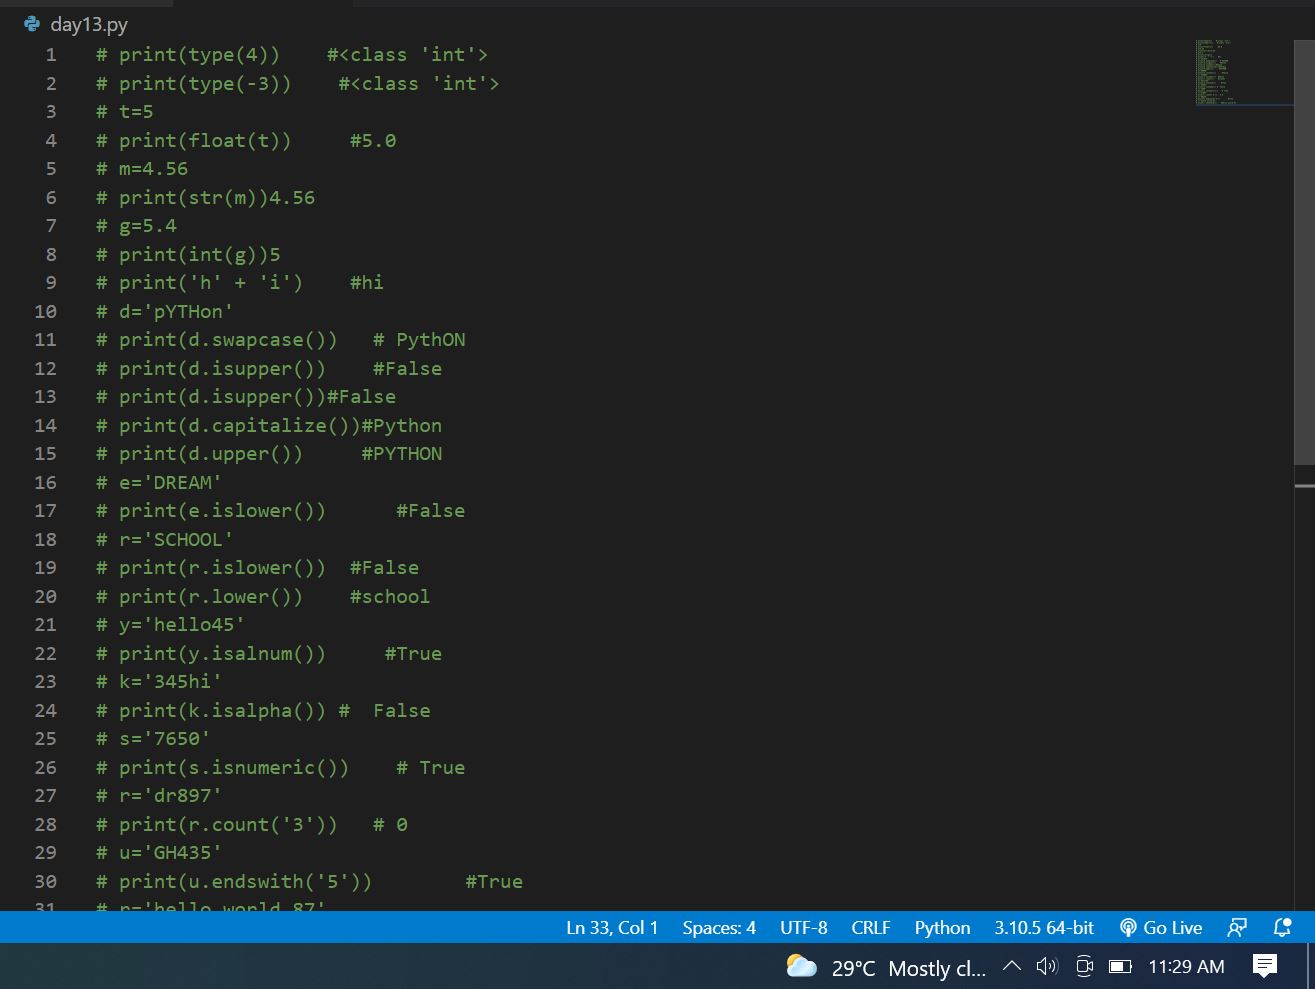 day13.py
1 # print(type(4))    #<class 'int'>
2 # print(type(-3))    #<class 'int'>
3 # t=5
4 # print(float(t))     #5.0
5 # m=4.56
6 # print(str(m))4.56
7 # g=5.4
8 # print(int(g))5
9 # print('h' + 'i')    #hi
10 # d='pYTHon'
11 # print(d.swapcase())   # PythON
12 # print(d.isupper())    #False
13 # print(d.isupper())#False
14 # print(d.capitalize())#Python
15 # print(d.upper())     #PYTHON
16 # e='DREAM'
17 # print(e.islower())      #False
18 # r='SCHOOL'
19 # print(r.islower())  #False
20 # print(r.lower())    #school
21 # y='hello45'
22 # print(y.isalnum())     #True
23 # k='345hi'
24 # print(k.isalpha()) #  False
25 # s='7650'
26 # print(s.isnumeric())    # True
27 # r='dr897'
28 # print(r.count('3'))   # 0
29 # u='GH435'
30 # print(u.endswith('5'))        #True
31 # p='hello world 87'
Ln 33, Col 1 Spaces: 4 UTF-8 CRLF Python 3.10.5 64-bit Go Live
29°C Mostly cl... 11:29 AM